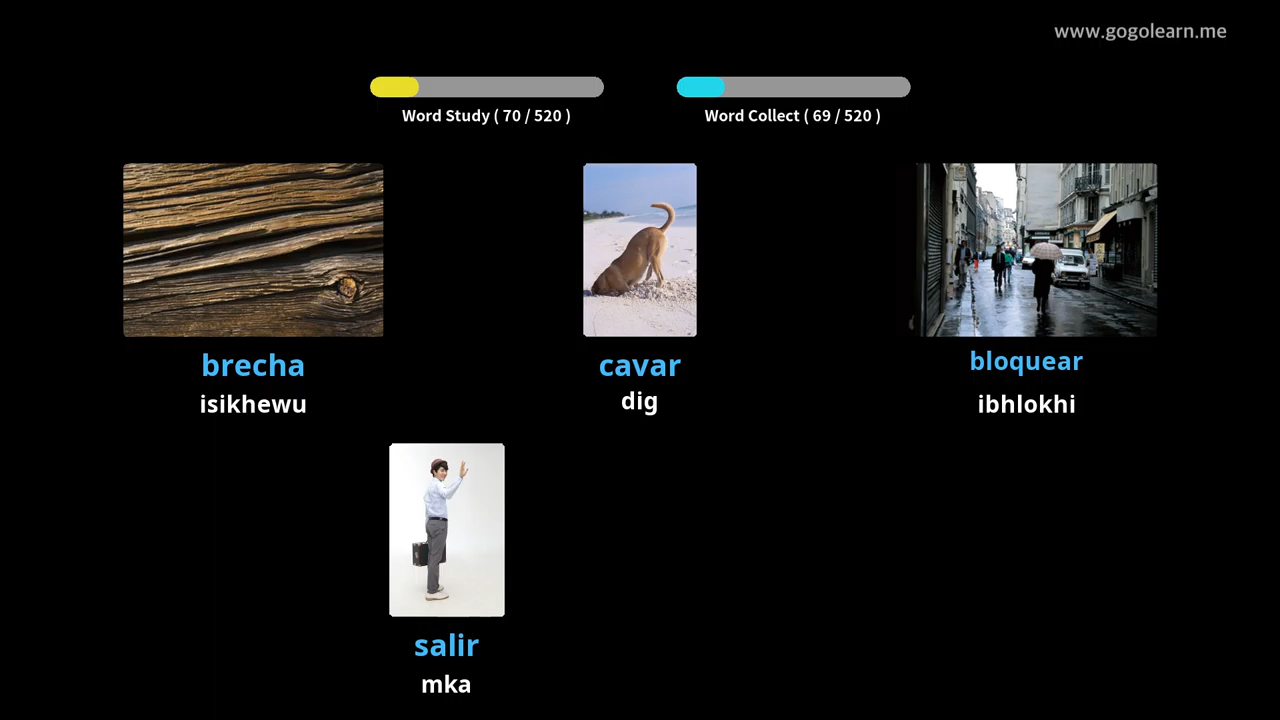 www.gogolearn.me
Word Study ( 70 / 520 )
Word Collect ( 69 / 520 )
brecha
isikhewu
cavar
dig
bloquear
ibhlokhi
salir
mka